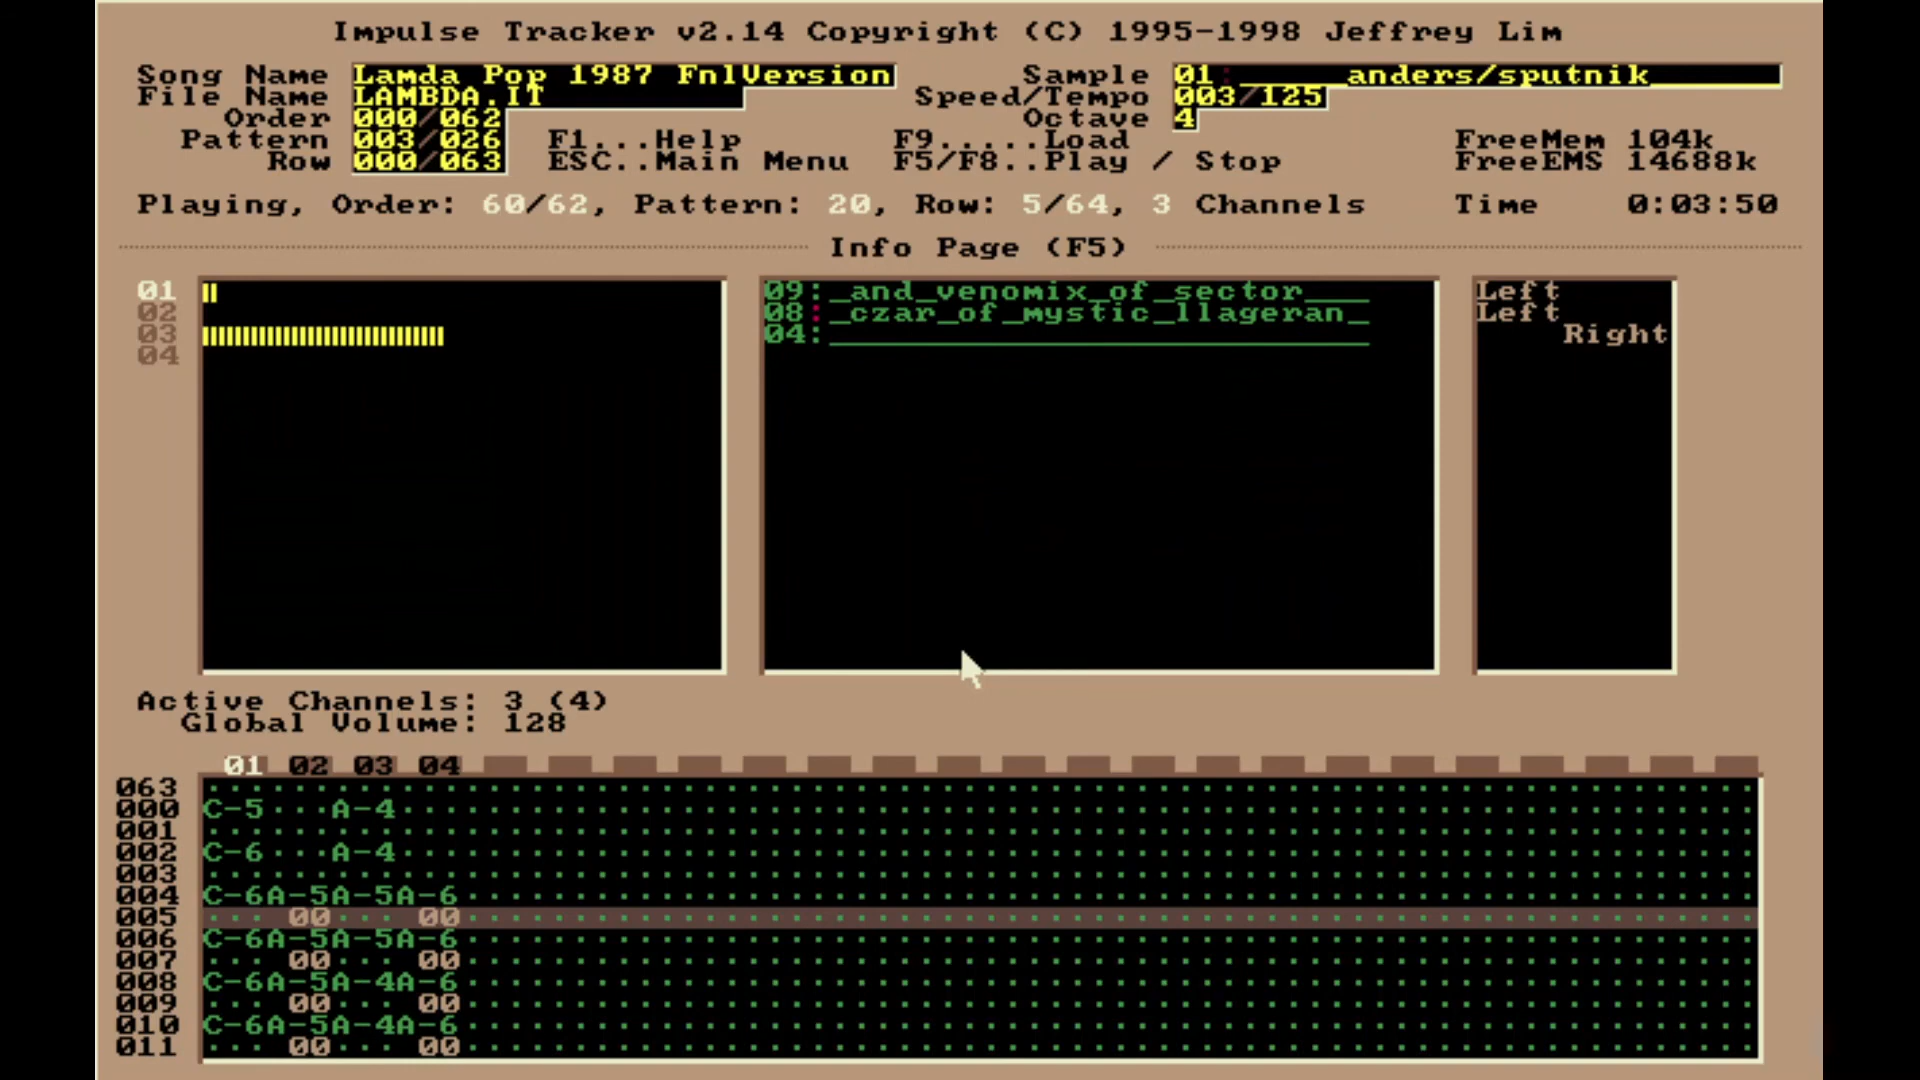 Impulse Tracker v2.14 Copyright (C) 1995-1998 Jeffrey Lim
Song Name Lamda Pop 1987 FnlVersion Sample 01:_____anders/sputnik______
File Name LAMBDA.IT Speed/Tempo 003/125
Order 000/062 Octave 4
Pattern 003/026 F1...Help F9.....Load FreeMem 104k
Row 000/063 ESC..Main Menu F5/F8..Play / Stop FreeEMS 14688k
Playing, Order: 60/62, Pattern: 20, Row: 5/64, 3 Channels Time 0:03:50
Info Page (F5)
01 09:_and_venomix_of_sector___ Left
02 08:_czar_of_mystic_llageran_ Left
03 04:_________________________ Right
04
Active Channels: 3 (4)
Global Volume: 128
01 02 03 04
063
000 C-5...A-4
001
002 C-6...A-4
003
004 C-6A-5A-5A-6
005 ... 00... 00
006 C-6A-5A-5A-6
007 ... 00... 00
008 C-6A-5A-4A-6
009 ... 00... 00
010 C-6A-5A-4A-6
011 ... 00... 00